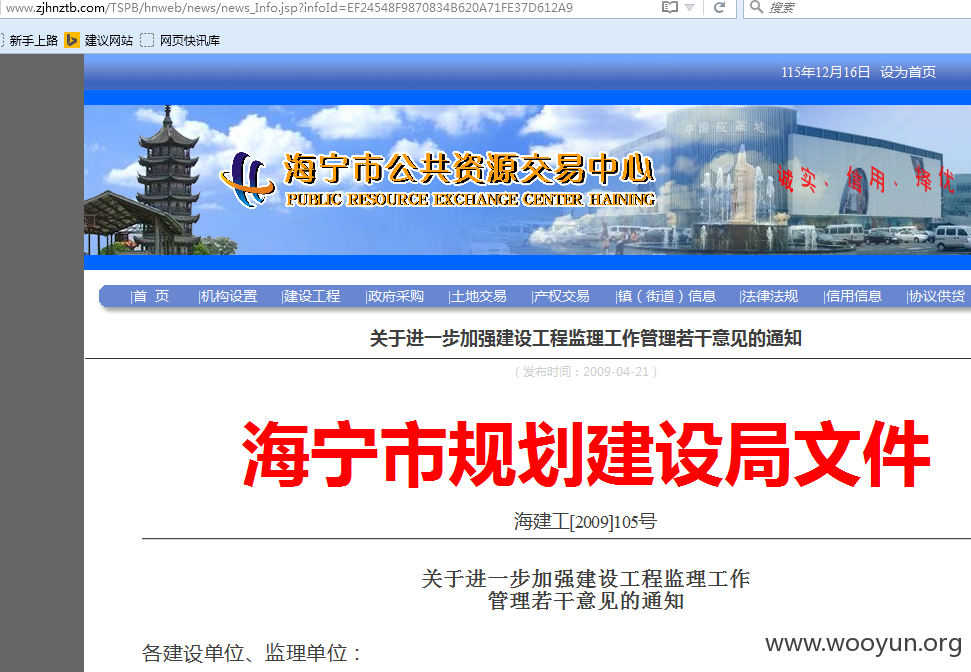 www.zjhnztb.com/TSPB/hnweb/news/news_Info.jsp?infoId=EF24548F9870834B620A71FE37D612A9
搜索
新手上路 建议网站 网页快讯库
115年12月16日 设为首页
中国皮革城
海宁市公共资源交易中心
PUBLIC RESOURCE EXCHANGE CENTER HAINING
诚实、信用、择优
|首 页 |机构设置 |建设工程 |政府采购 |土地交易 |产权交易 |镇（街道）信息 |法律法规 |信用信息 |协议供货
关于进一步加强建设工程监理工作管理若干意见的通知
（发布时间：2009-04-21）
海宁市规划建设局文件
海建工[2009]105号
关于进一步加强建设工程监理工作
管理若干意见的通知
各建设单位、监理单位：
www.wooyun.org